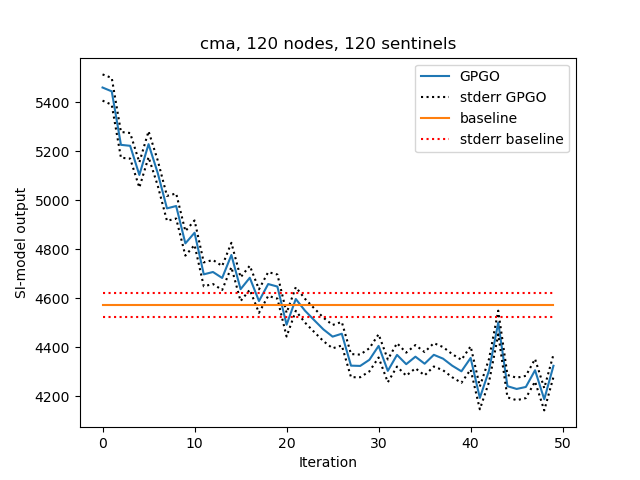 cma, 120 nodes, 120 sentinels
GPGO
stderr GPGO
baseline
stderr baseline
SI-model output
5400
5200
5000
4800
4600
4400
4200
0
10
20
30
40
50
Iteration